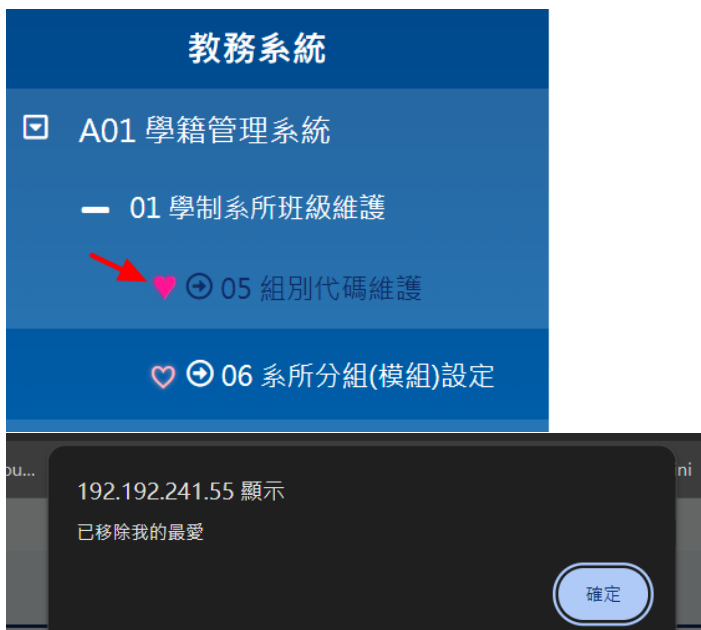 教務系統
A01 學籍管理系統
01 學制系所班級維護
05 組別代碼維護
06 系所分組(模組)設定
ou...
ni
192.192.241.55 顯示
已移除我的最愛
確定